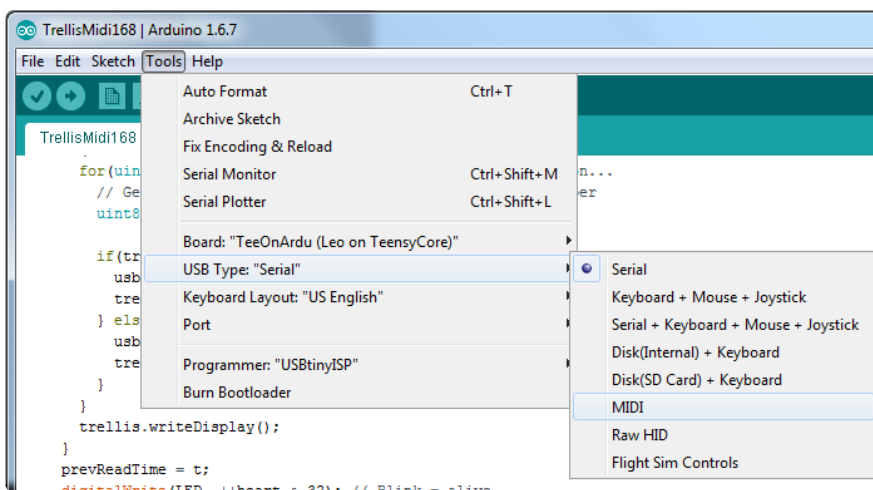 TrellisMidi168 | Arduino 1.6.7
File Edit Sketch Tools Help
TrellisMidi168
Auto Format Ctrl+T
Archive Sketch
Fix Encoding & Reload
Serial Monitor Ctrl+Shift+M
Serial Plotter Ctrl+Shift+L
Board: "TeeOnArdu (Leo on TeensyCore)"
USB Type: "Serial"
Keyboard Layout: "US English"
Port
Programmer: "USBtinyISP"
Burn Bootloader
Serial
Keyboard + Mouse + Joystick
Serial + Keyboard + Mouse + Joystick
Disk(Internal) + Keyboard
Disk(SD Card) + Keyboard
MIDI
Raw HID
Flight Sim Controls
for(uin n...
// Ge er
uint8
if(tr
usb
tre
} els
usb
tre
}
}
trellis.writeDisplay();
}
prevReadTime = t;